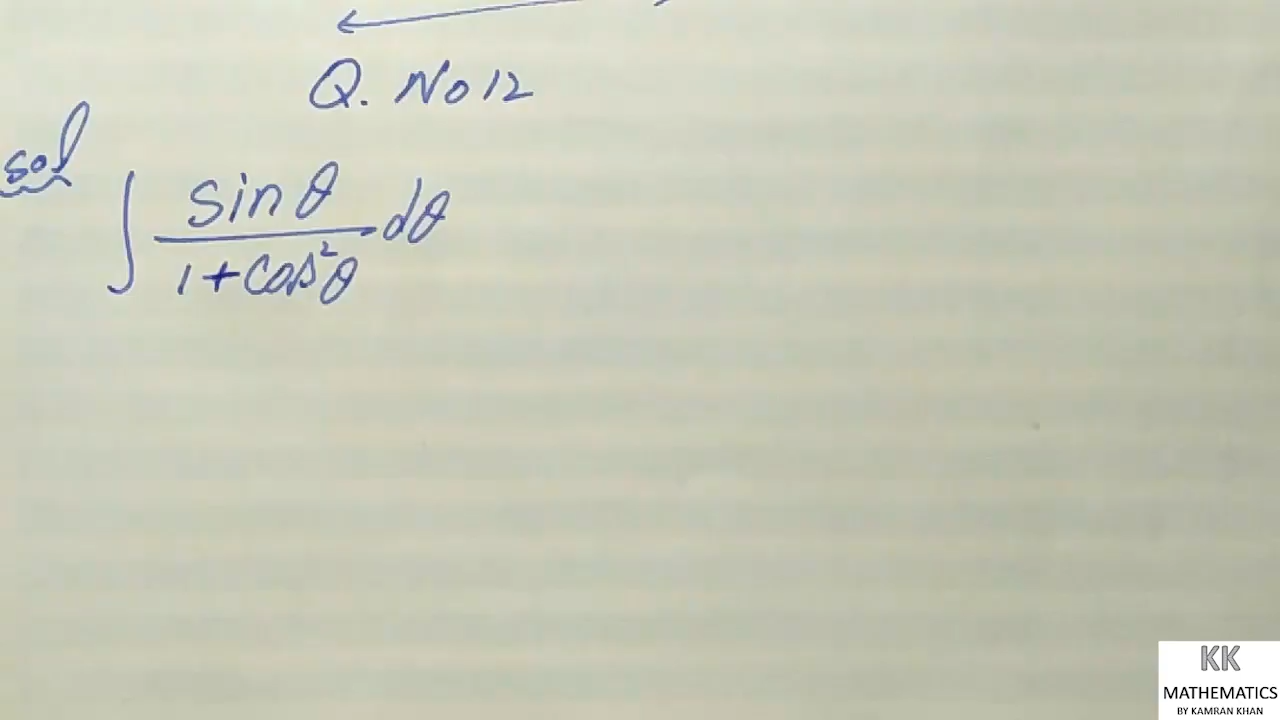 Q. No 12
sol
∫ sinθ / 1+cos²θ dθ
KK
MATHEMATICS
BY KAMRAN KHAN